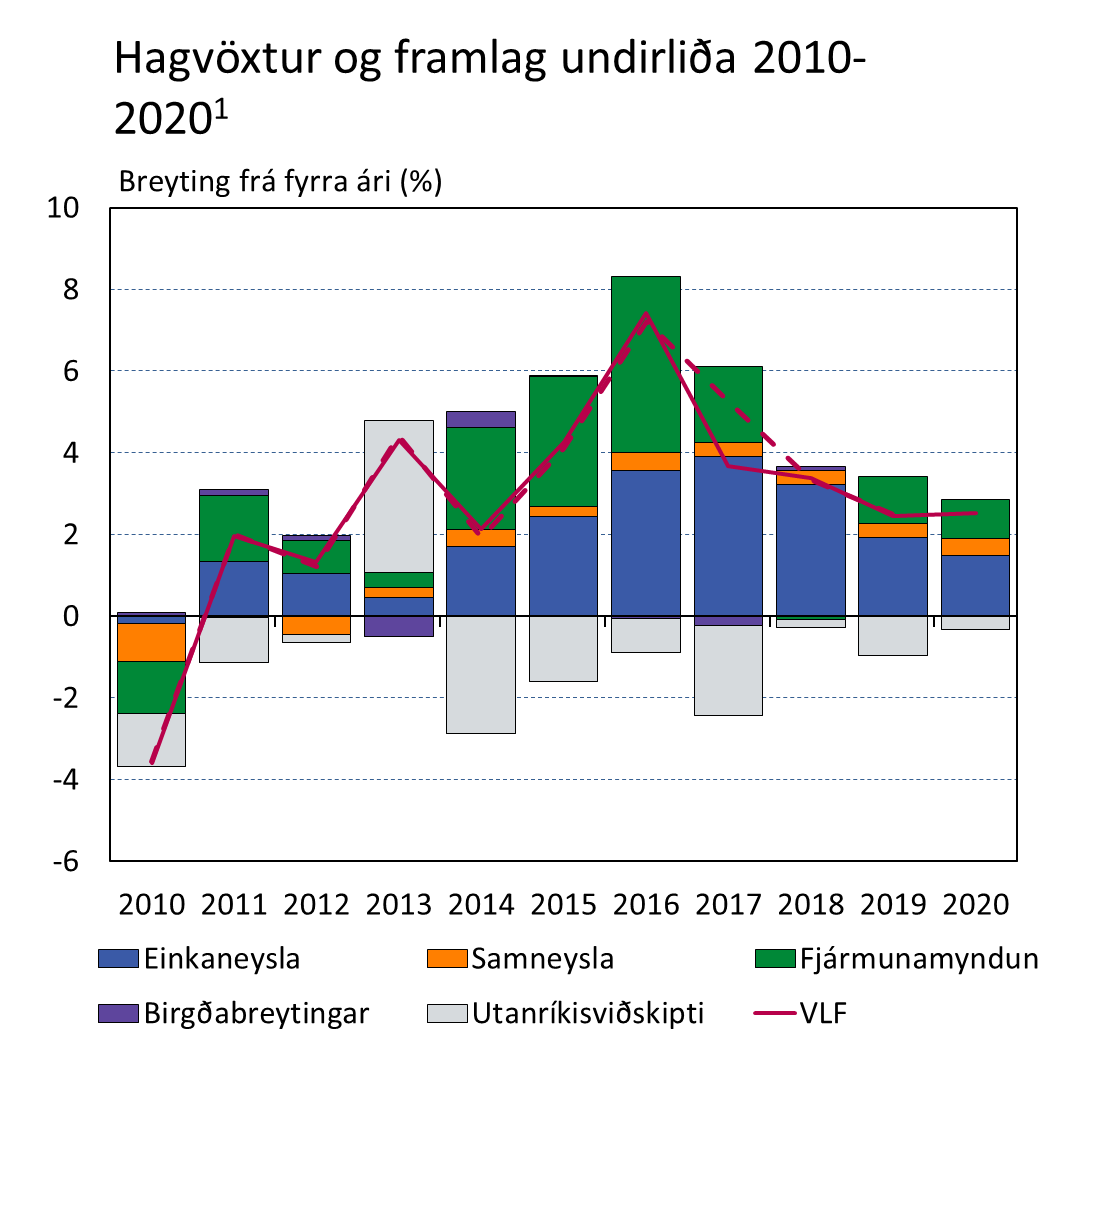 Hagvöxtur og framlag undirliða 2010-
2020¹
Breyting frá fyrra ári (%)
10
8
6
4
2
0
-2
-4
-6
2010 2011 2012 2013 2014 2015 2016 2017 2018 2019 2020
Einkaneysla Samneysla Fjármunamyndun
Birgðabreytingar Utanríkisviðskipti VLF